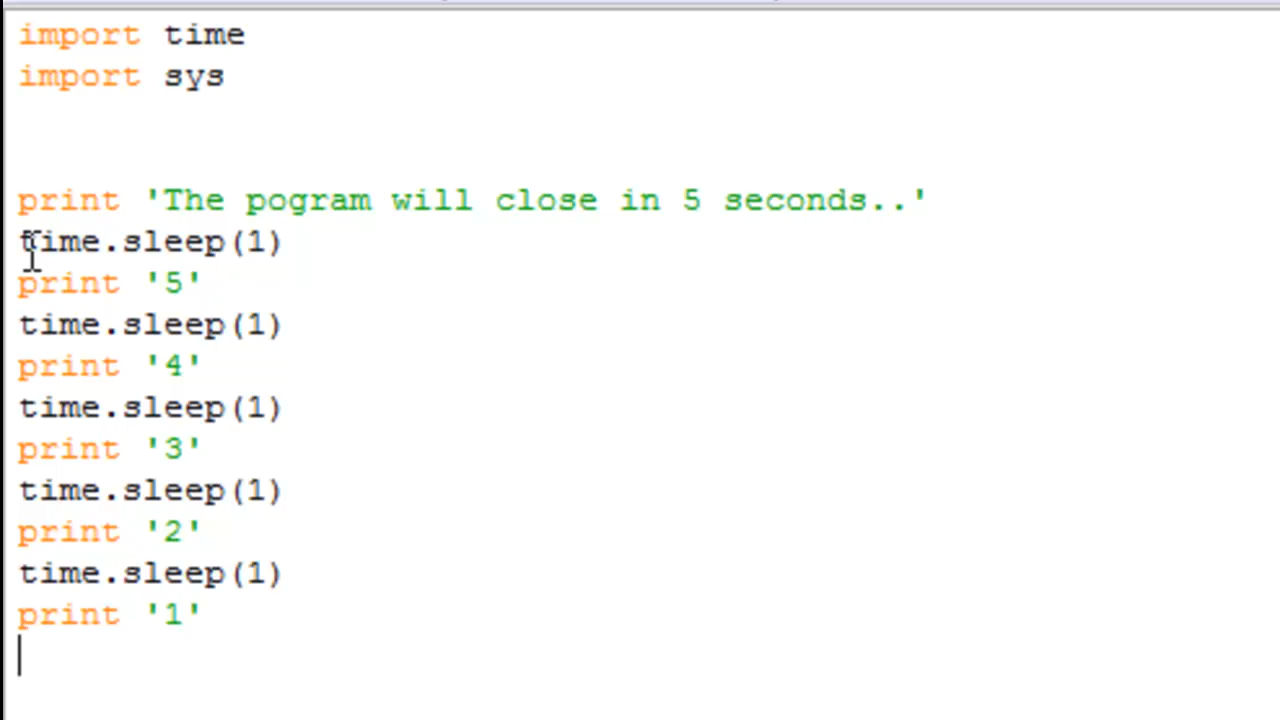 import time
import sys
print 'The pogram will close in 5 seconds..'
time.sleep(1)
print '5'
time.sleep(1)
print '4'
time.sleep(1)
print '3'
time.sleep(1)
print '2'
time.sleep(1)
print '1'